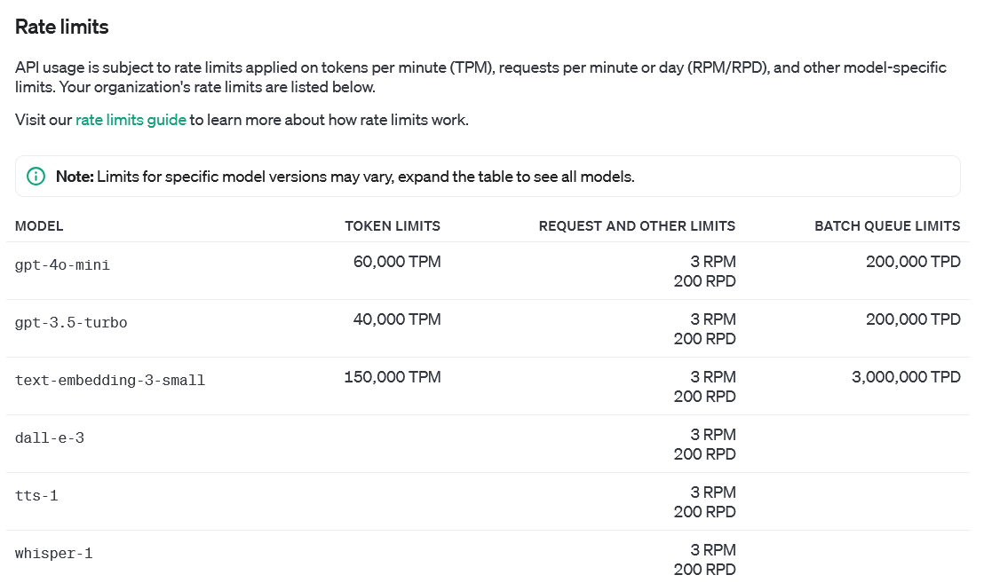 Rate limits
API usage is subject to rate limits applied on tokens per minute (TPM), requests per minute or day (RPM/RPD), and other model-specific
limits. Your organization's rate limits are listed below.
Visit our rate limits guide to learn more about how rate limits work.
Note: Limits for specific model versions may vary, expand the table to see all models.
MODEL TOKEN LIMITS REQUEST AND OTHER LIMITS BATCH QUEUE LIMITS
gpt-4o-mini 60,000 TPM 3 RPM 200,000 TPD
200 RPD
gpt-3.5-turbo 40,000 TPM 3 RPM 200,000 TPD
200 RPD
text-embedding-3-small 150,000 TPM 3 RPM 3,000,000 TPD
200 RPD
dall-e-3 3 RPM
200 RPD
tts-1 3 RPM
200 RPD
whisper-1 3 RPM
200 RPD